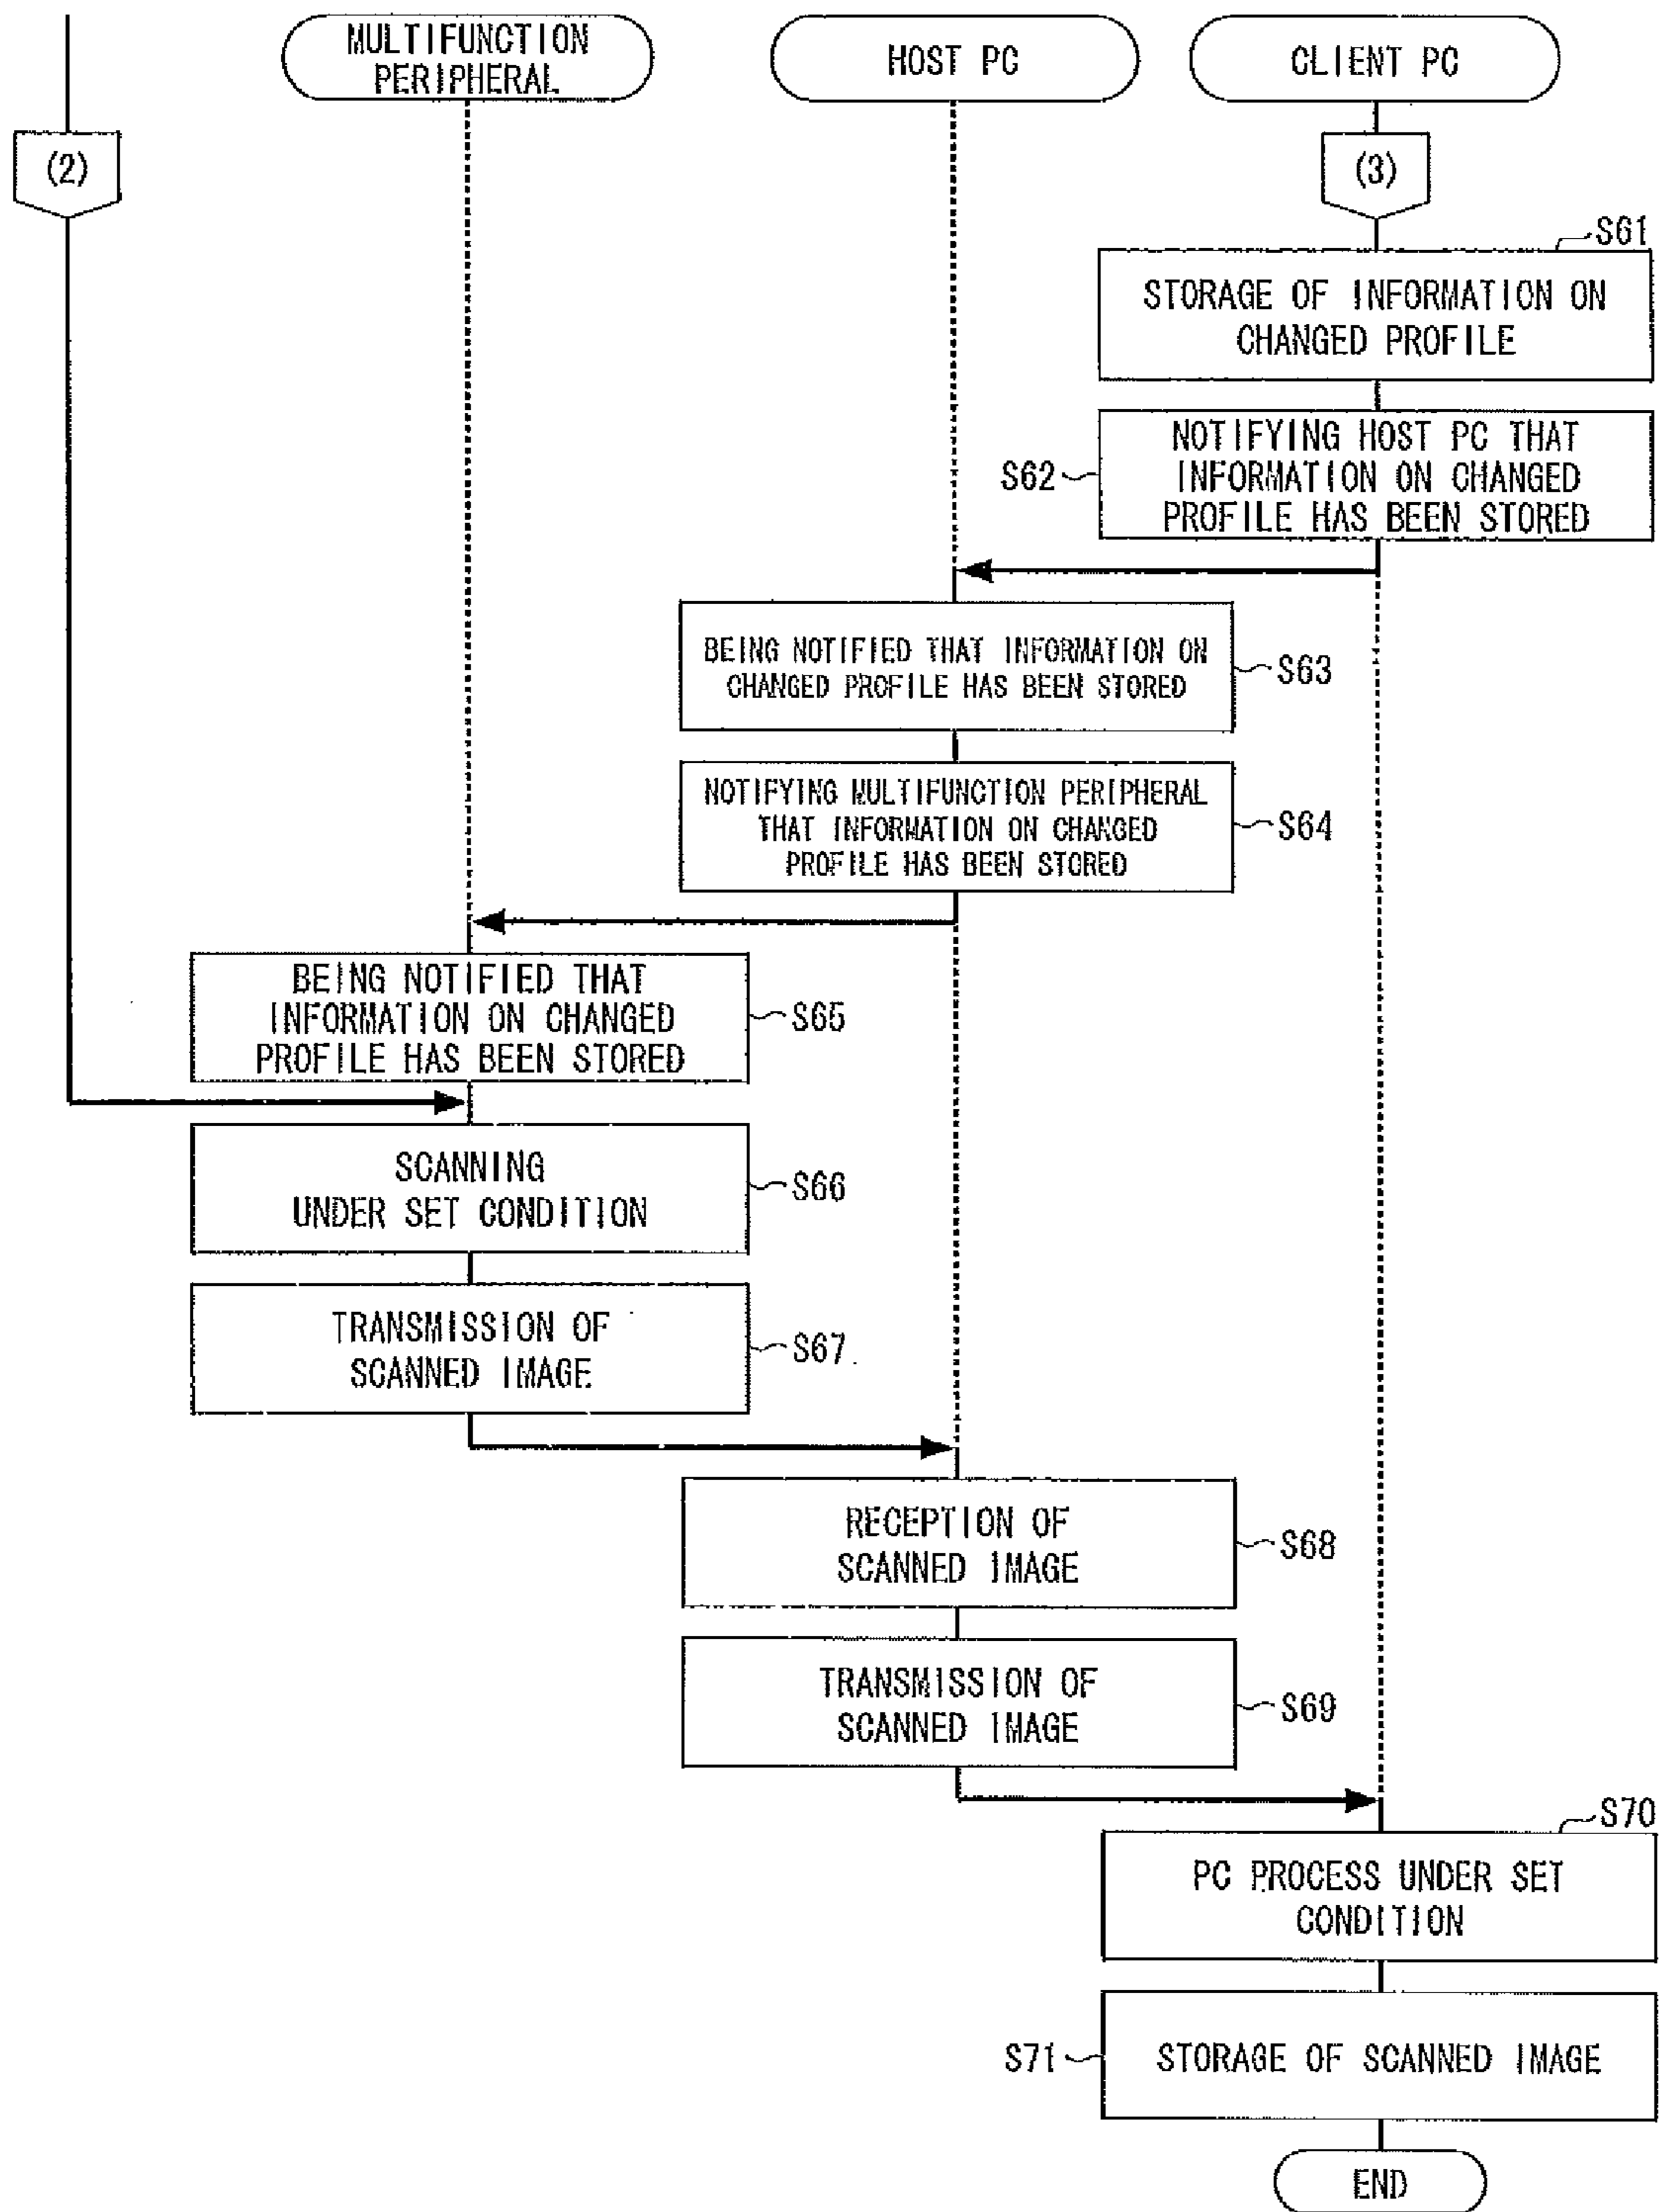 MULTIFUNCTION
PERIPHERAL
HOST PC
CLIENT PC
(2)
(3)
S61
STORAGE OF INFORMATION ON
CHANGED PROFILE
S62
NOTIFYING HOST PC THAT
INFORMATION ON CHANGED
PROFILE HAS BEEN STORED
BEING NOTIFIED THAT INFORMATION ON
CHANGED PROFILE HAS BEEN STORED
S63
NOTIFYING MULTIFUNCTION PERIPHERAL
THAT INFORMATION ON CHANGED
PROFILE HAS BEEN STORED
S64
BEING NOTIFIED THAT
INFORMATION ON CHANGED
PROFILE HAS BEEN STORED
S65
SCANNING
UNDER SET CONDITION
S66
TRANSMISSION OF
SCANNED IMAGE
S67
RECEPTION OF
SCANNED IMAGE
S68
TRANSMISSION OF
SCANNED IMAGE
S69
S70
PC PROCESS UNDER SET
CONDITION
S71
STORAGE OF SCANNED IMAGE
END